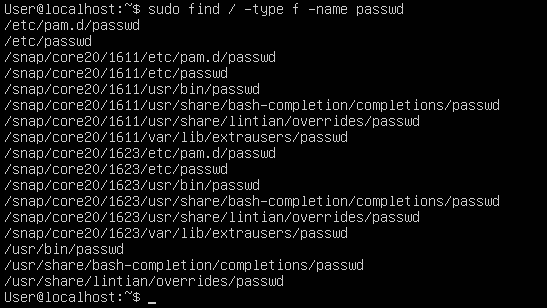 User@localhost:~$ sudo find / -type f -name passwd
/etc/pam.d/passwd
/etc/passwd
/snap/core20/1611/etc/pam.d/passwd
/snap/core20/1611/etc/passwd
/snap/core20/1611/usr/bin/passwd
/snap/core20/1611/usr/share/bash-completion/completions/passwd
/snap/core20/1611/usr/share/lintian/overrides/passwd
/snap/core20/1611/var/lib/extrausers/passwd
/snap/core20/1623/etc/pam.d/passwd
/snap/core20/1623/etc/passwd
/snap/core20/1623/usr/bin/passwd
/snap/core20/1623/usr/share/bash-completion/completions/passwd
/snap/core20/1623/usr/share/lintian/overrides/passwd
/snap/core20/1623/var/lib/extrausers/passwd
/usr/bin/passwd
/usr/share/bash-completion/completions/passwd
/usr/share/lintian/overrides/passwd
User@localhost:~$ _